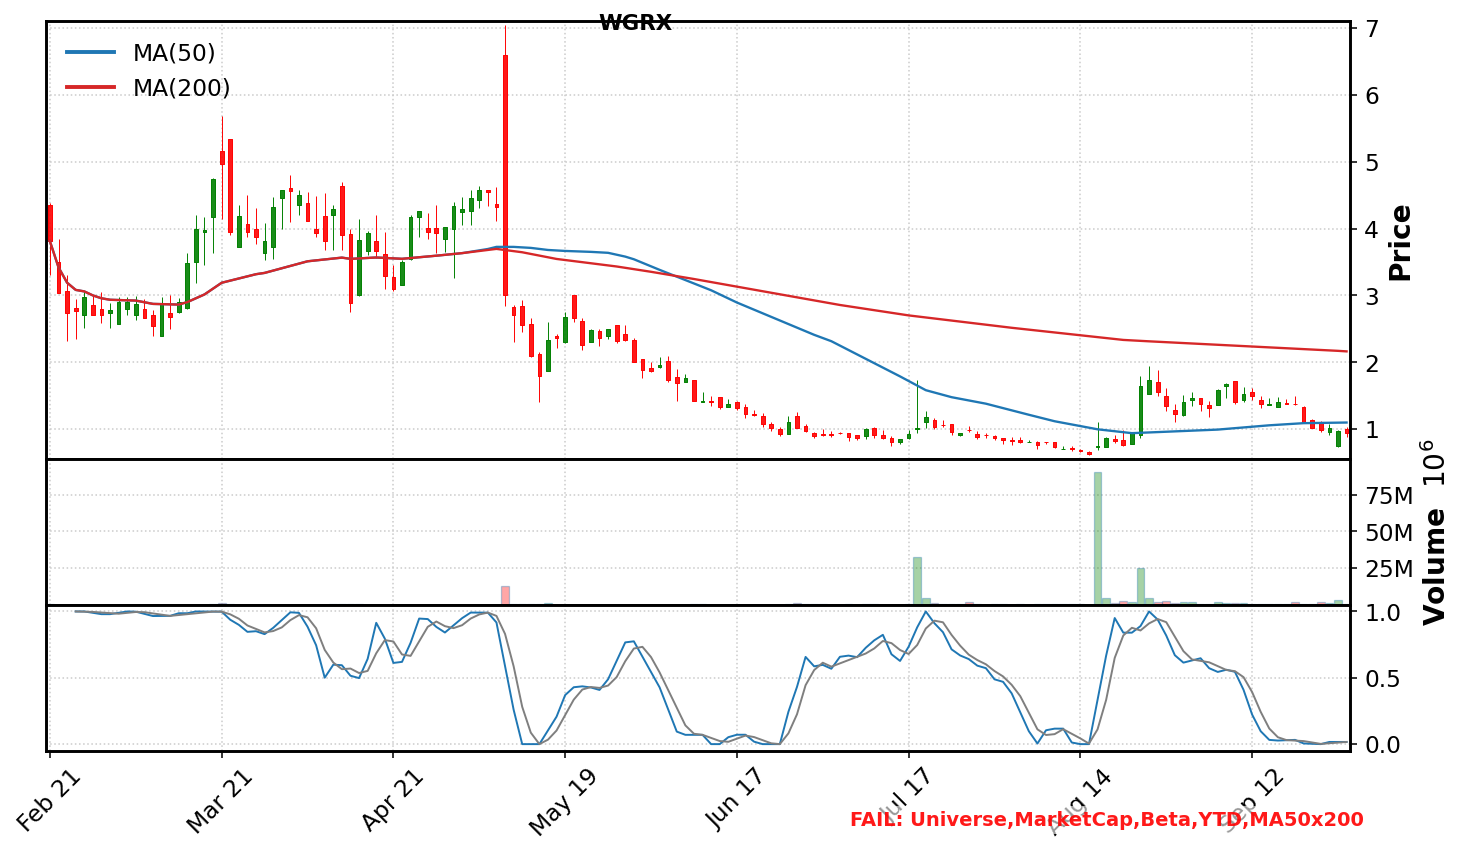 WGRX
MA(50)
MA(200)
7
6
5
4
3
2
1
Price
75M
50M
25M
Volume 10^6
1.0
0.5
0.0
Feb 21
Mar 21
Apr 21
May 19
Jun 17
Jul 17
Aug 14
Sep 12
FAIL: Universe,MarketCap,Beta,YTD,MA50x200